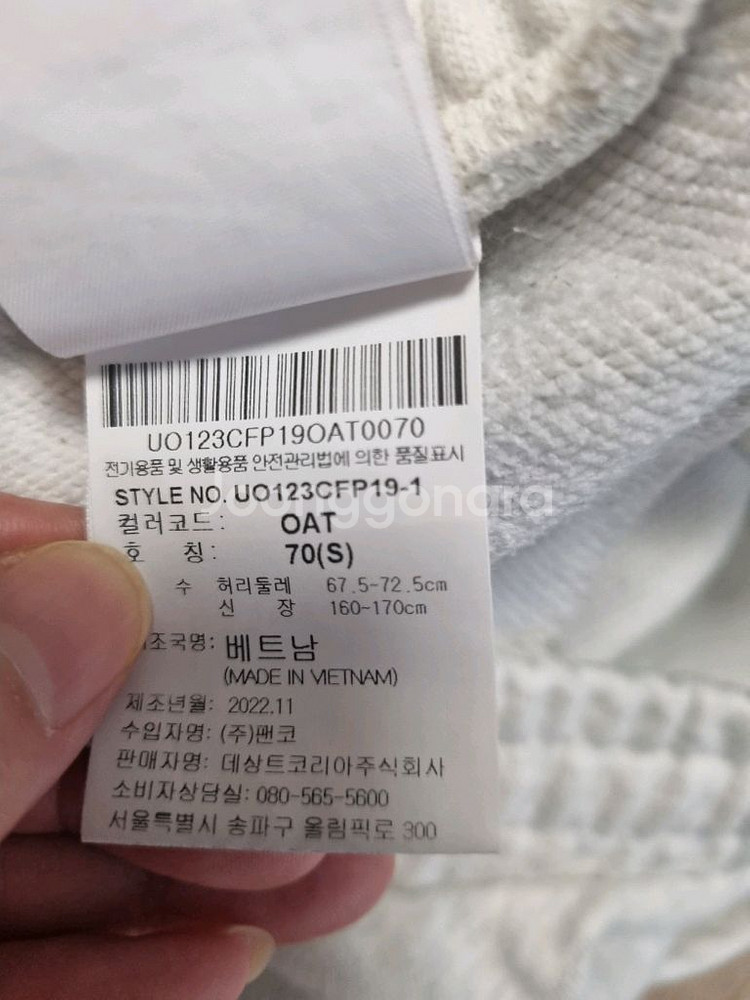 UO123CFP19OAT0070
전기용품 및 생활용품 안전관리법에 의한 품질표시
STYLE NO. UO123CFP19-1
Joonggonara
컬러코드: OAT
호 칭: 70(S)
수 허리둘레 67.5-72.5cm
신 장 160~170cm
조국명: 베트남
(MADE IN VIETNAM)
제조년월: 2022.11
수입자명: (주)팬코
판매자명: 데상트코리아주식회사
소비자상담실: 080-565-5600
서울특별시 송파구 올림픽로 300